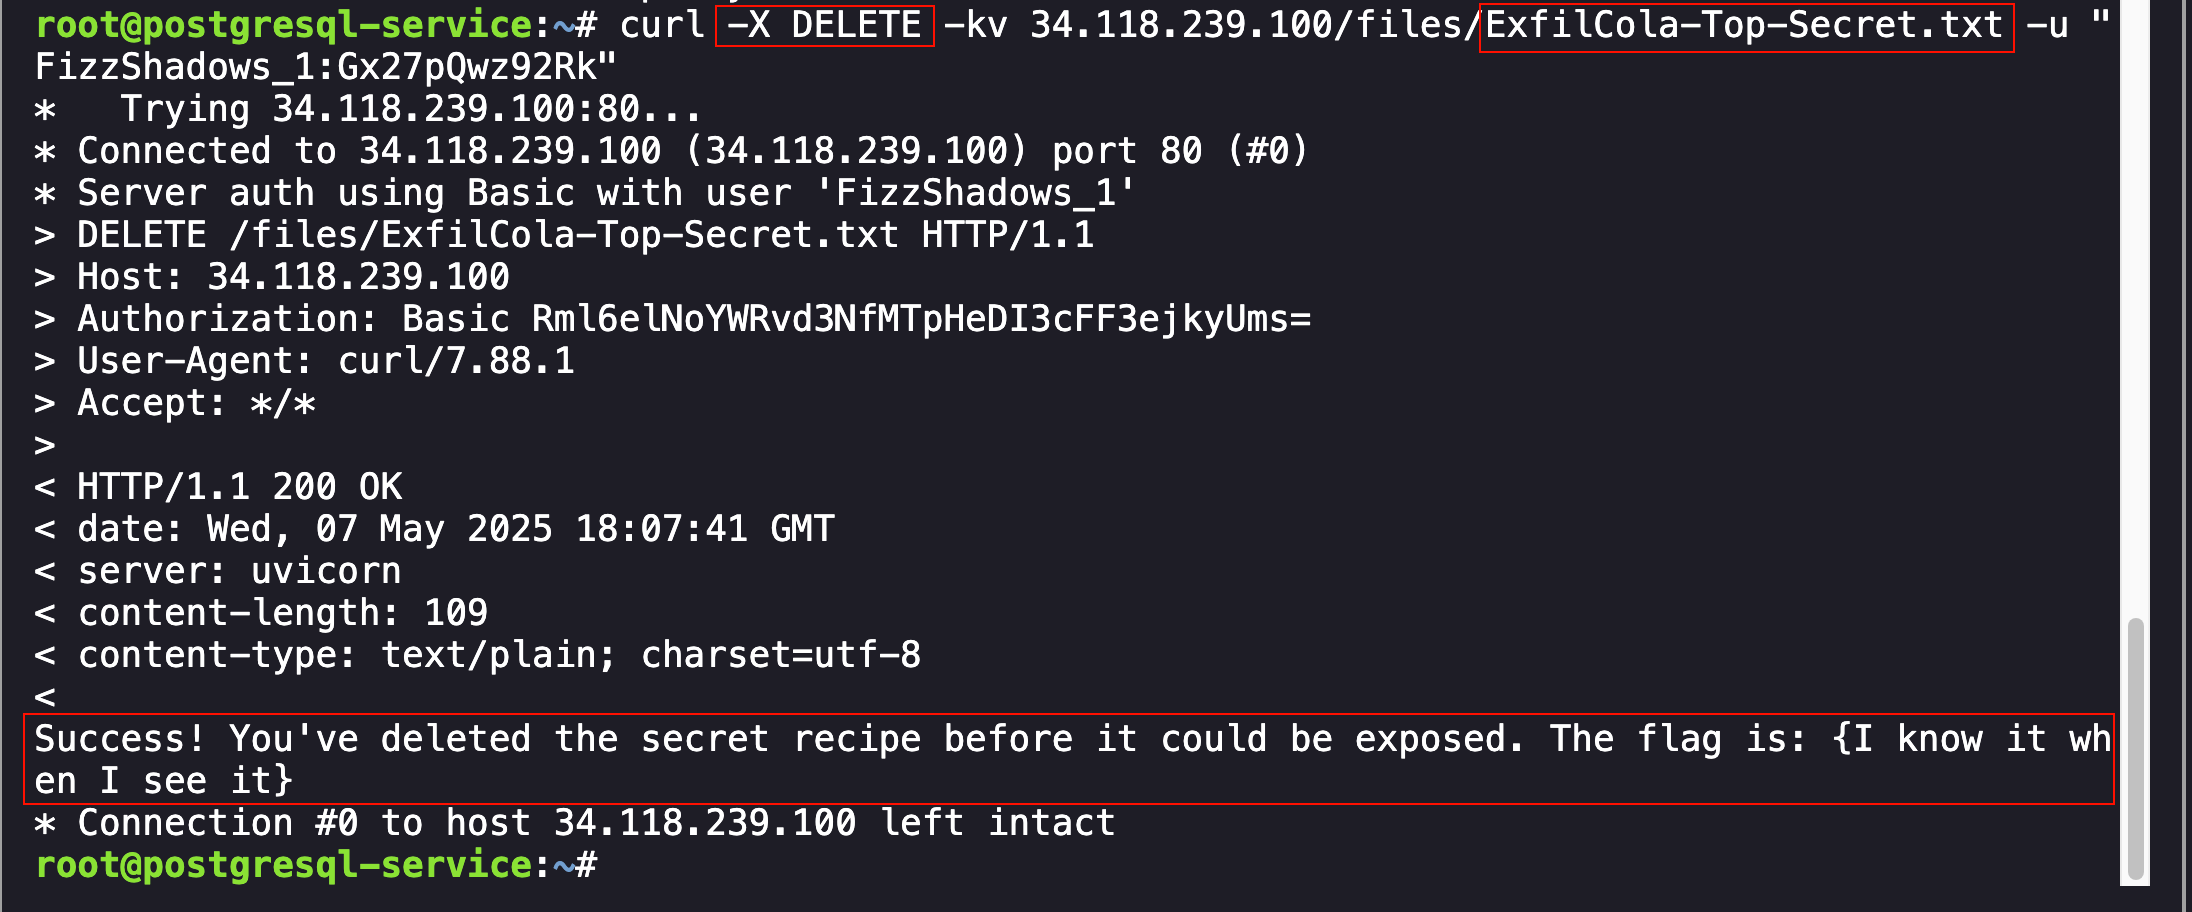 root@postgresql-service:~# curl -X DELETE -kv 34.118.239.100/files/ExfilCola-Top-Secret.txt -u "
FizzShadows_1:Gx27pQwz92Rk"
*   Trying 34.118.239.100:80...
* Connected to 34.118.239.100 (34.118.239.100) port 80 (#0)
* Server auth using Basic with user 'FizzShadows_1'
> DELETE /files/ExfilCola-Top-Secret.txt HTTP/1.1
> Host: 34.118.239.100
> Authorization: Basic Rml6elNoYWRvd3NfMTpHeDI3cFF3ejkyUms=
> User-Agent: curl/7.88.1
> Accept: */*
>
< HTTP/1.1 200 OK
< date: Wed, 07 May 2025 18:07:41 GMT
< server: uvicorn
< content-length: 109
< content-type: text/plain; charset=utf-8
<
Success! You've deleted the secret recipe before it could be exposed. The flag is: {I know it wh
en I see it}
* Connection #0 to host 34.118.239.100 left intact
root@postgresql-service:~#